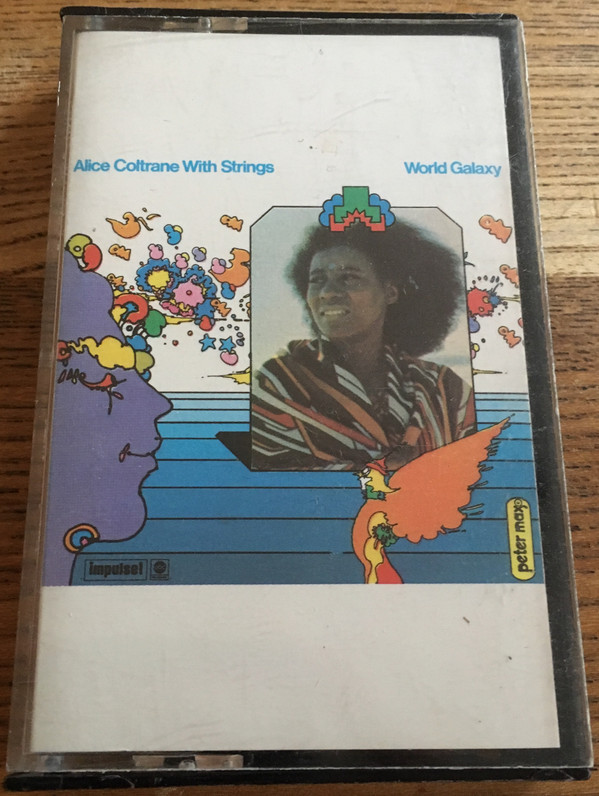 Alice Coltrane With Strings
World Galaxy
impulse!
peter max